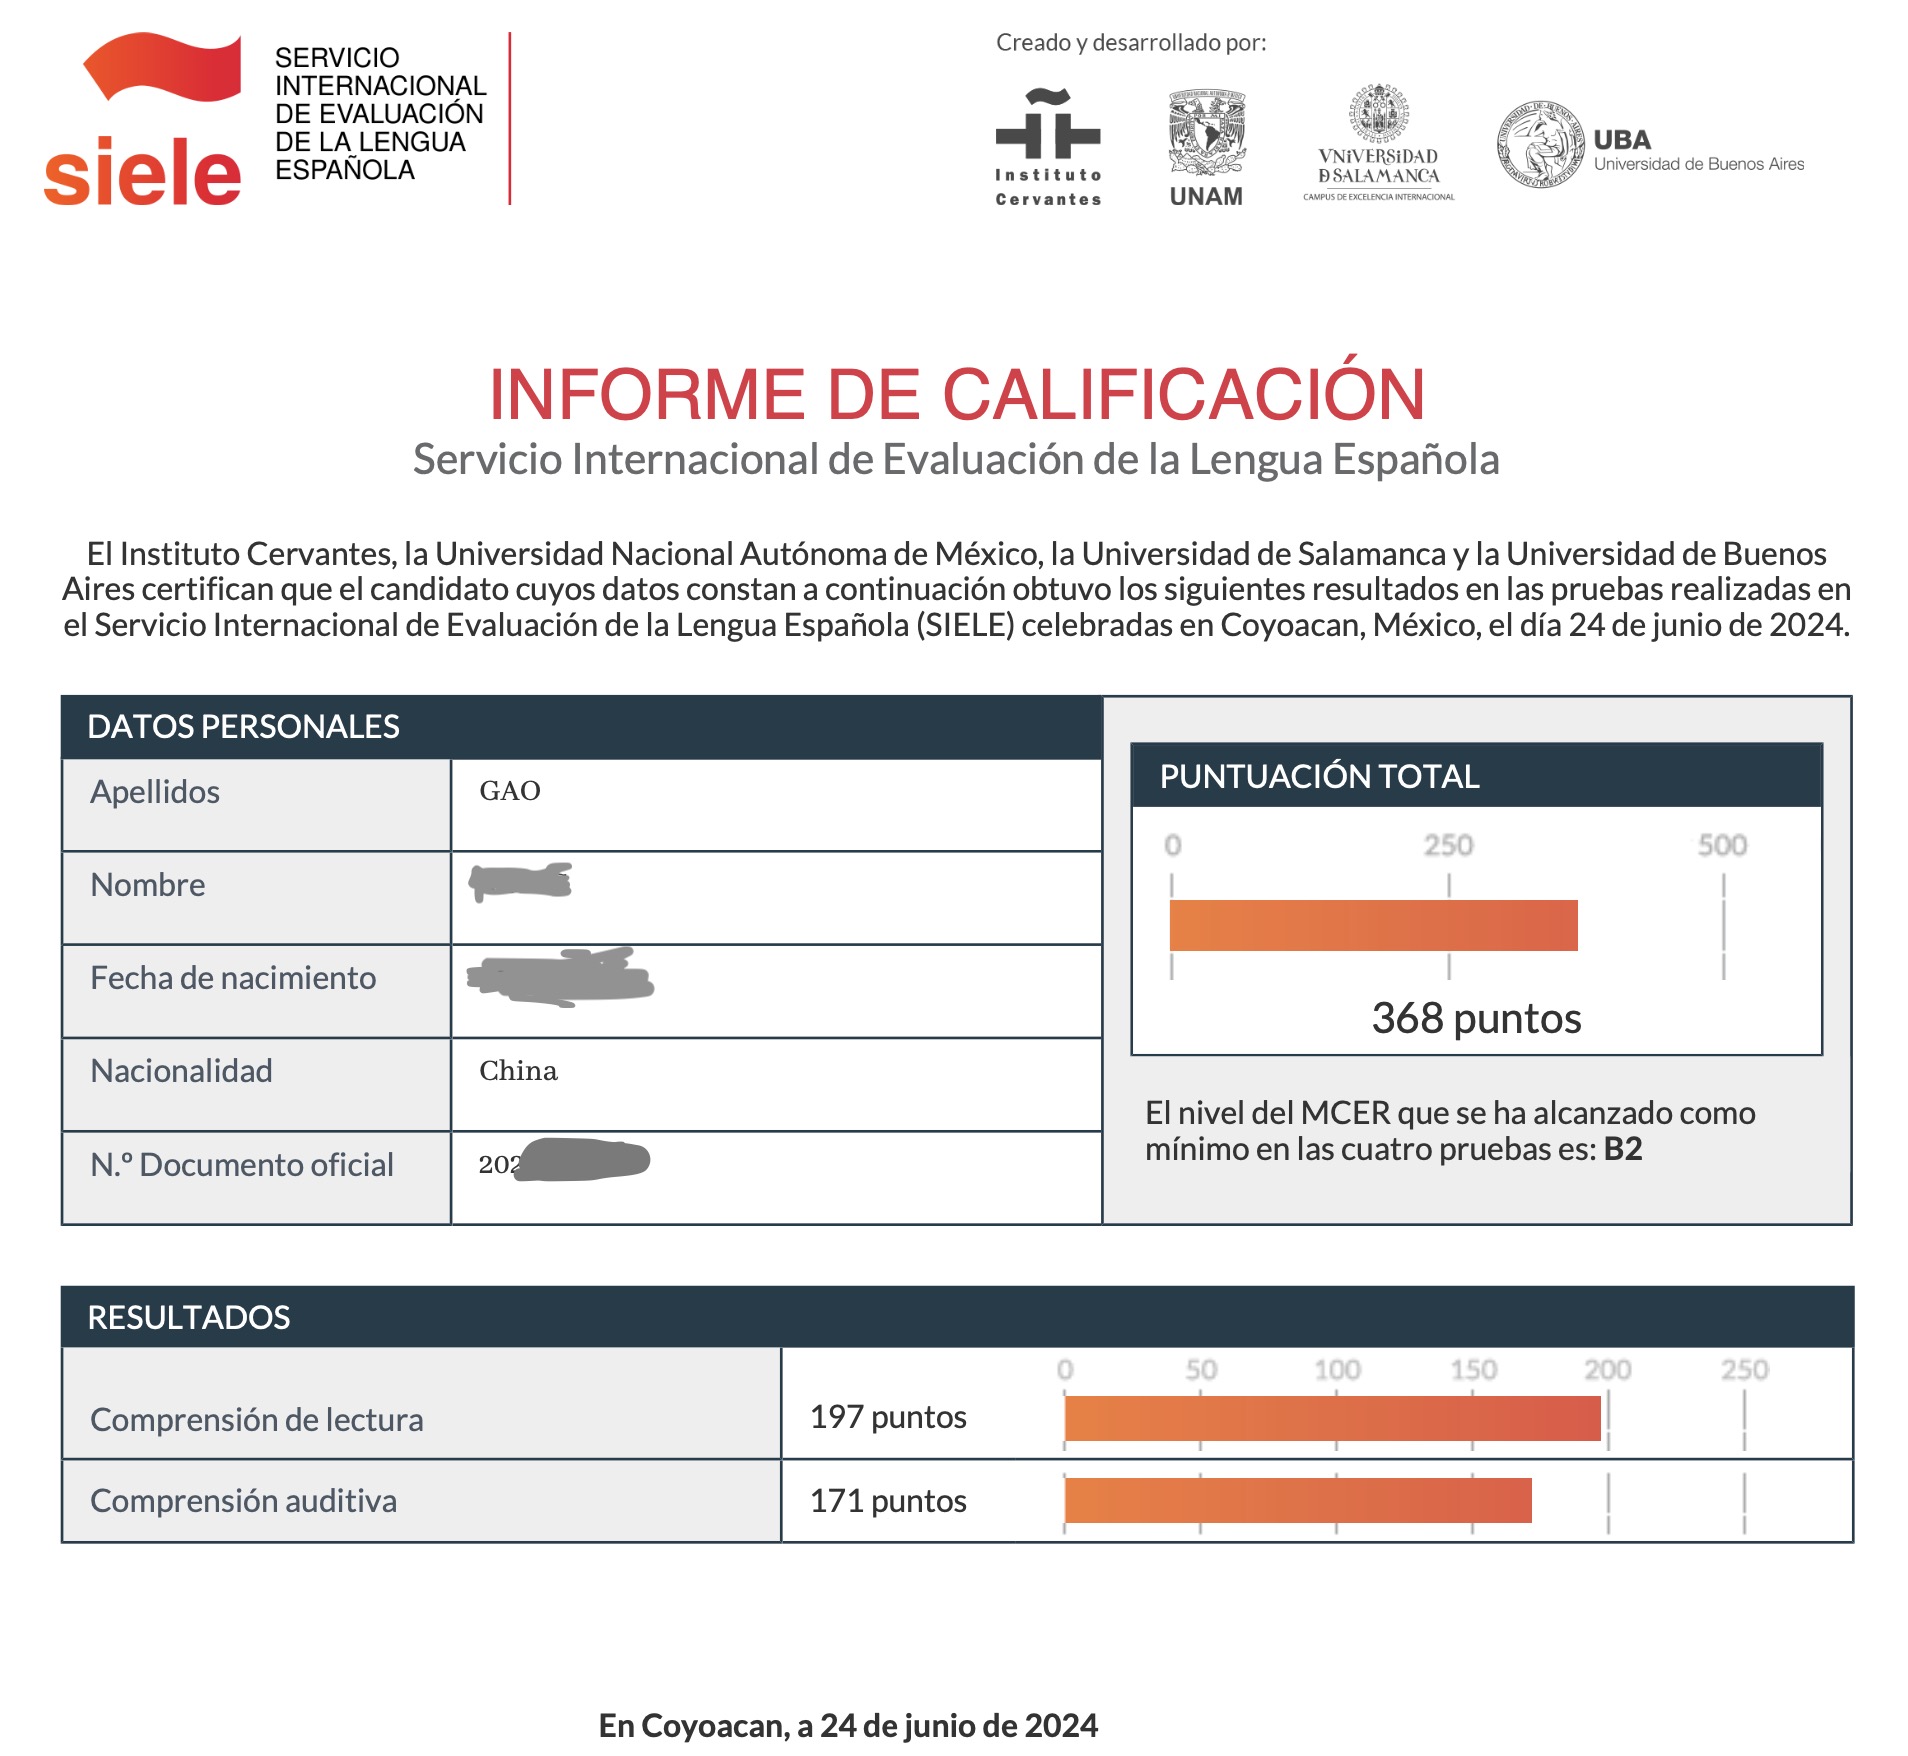 siele
SERVICIO
INTERNACIONAL
DE EVALUACIÓN
DE LA LENGUA
ESPAÑOLA
Creado y desarrollado por:
Instituto
Cervantes
UNAM
VNiVERSiDAD
D SALAMANCA
CAMPUS DE EXCELENCIA INTERNACIONAL
UBA
Universidad de Buenos Aires
INFORME DE CALIFICACIÓN
Servicio Internacional de Evaluación de la Lengua Española
El Instituto Cervantes, la Universidad Nacional Autónoma de México, la Universidad de Salamanca y la Universidad de Buenos
Aires certifican que el candidato cuyos datos constan a continuación obtuvo los siguientes resultados en las pruebas realizadas en
el Servicio Internacional de Evaluación de la Lengua Española (SIELE) celebradas en Coyoacan, México, el día 24 de junio de 2024.
DATOS PERSONALES
Apellidos GAO
Nombre
Fecha de nacimiento
Nacionalidad China
N.º Documento oficial 202
PUNTUACIÓN TOTAL
0 250 500
368 puntos
El nivel del MCER que se ha alcanzado como
mínimo en las cuatro pruebas es: B2
RESULTADOS
0 50 100 150 200 250
Comprensión de lectura 197 puntos
Comprensión auditiva 171 puntos
En Coyoacan, a 24 de junio de 2024